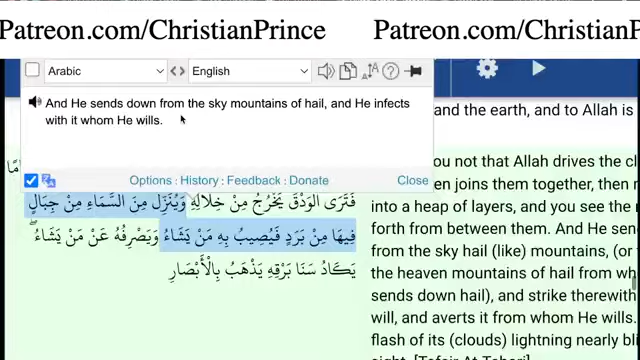 Patreon.com/ChristianPrince Patreon.com/ChristianP
Arabic English
And He sends down from the sky mountains of hail, and He infects
with it whom He wills.
Options : History : Feedback : Donate Close
فَتَرَى الْوَدْقَ يَخْرُجُ مِنْ خِلَالِهِ وَيُنَزِّلُ مِنَ السَّمَاءِ مِنْ جِبَالٍ
فِيهَا مِنْ بَرَدٍ فَيُصِيبُ بِهِ مَنْ يَشَاءُ وَيَصْرِفُهُ عَنْ مَنْ يَشَاءُ ۖ
يَكَادُ سَنَا بَرْقِهِ يَذْهَبُ بِالْأَبْصَارِ
and the earth, and to Allah is
ou not that Allah drives the cl
en joins them together, then r
into a heap of layers, and you see the r
forth from between them. And He sen
from the sky hail (like) mountains, (or
the heaven mountains of hail from wh
sends down hail), and strike therewith
will, and averts it from whom He wills.
flash of its (clouds) lightning nearly bli
[Tafsir At-Tabari]